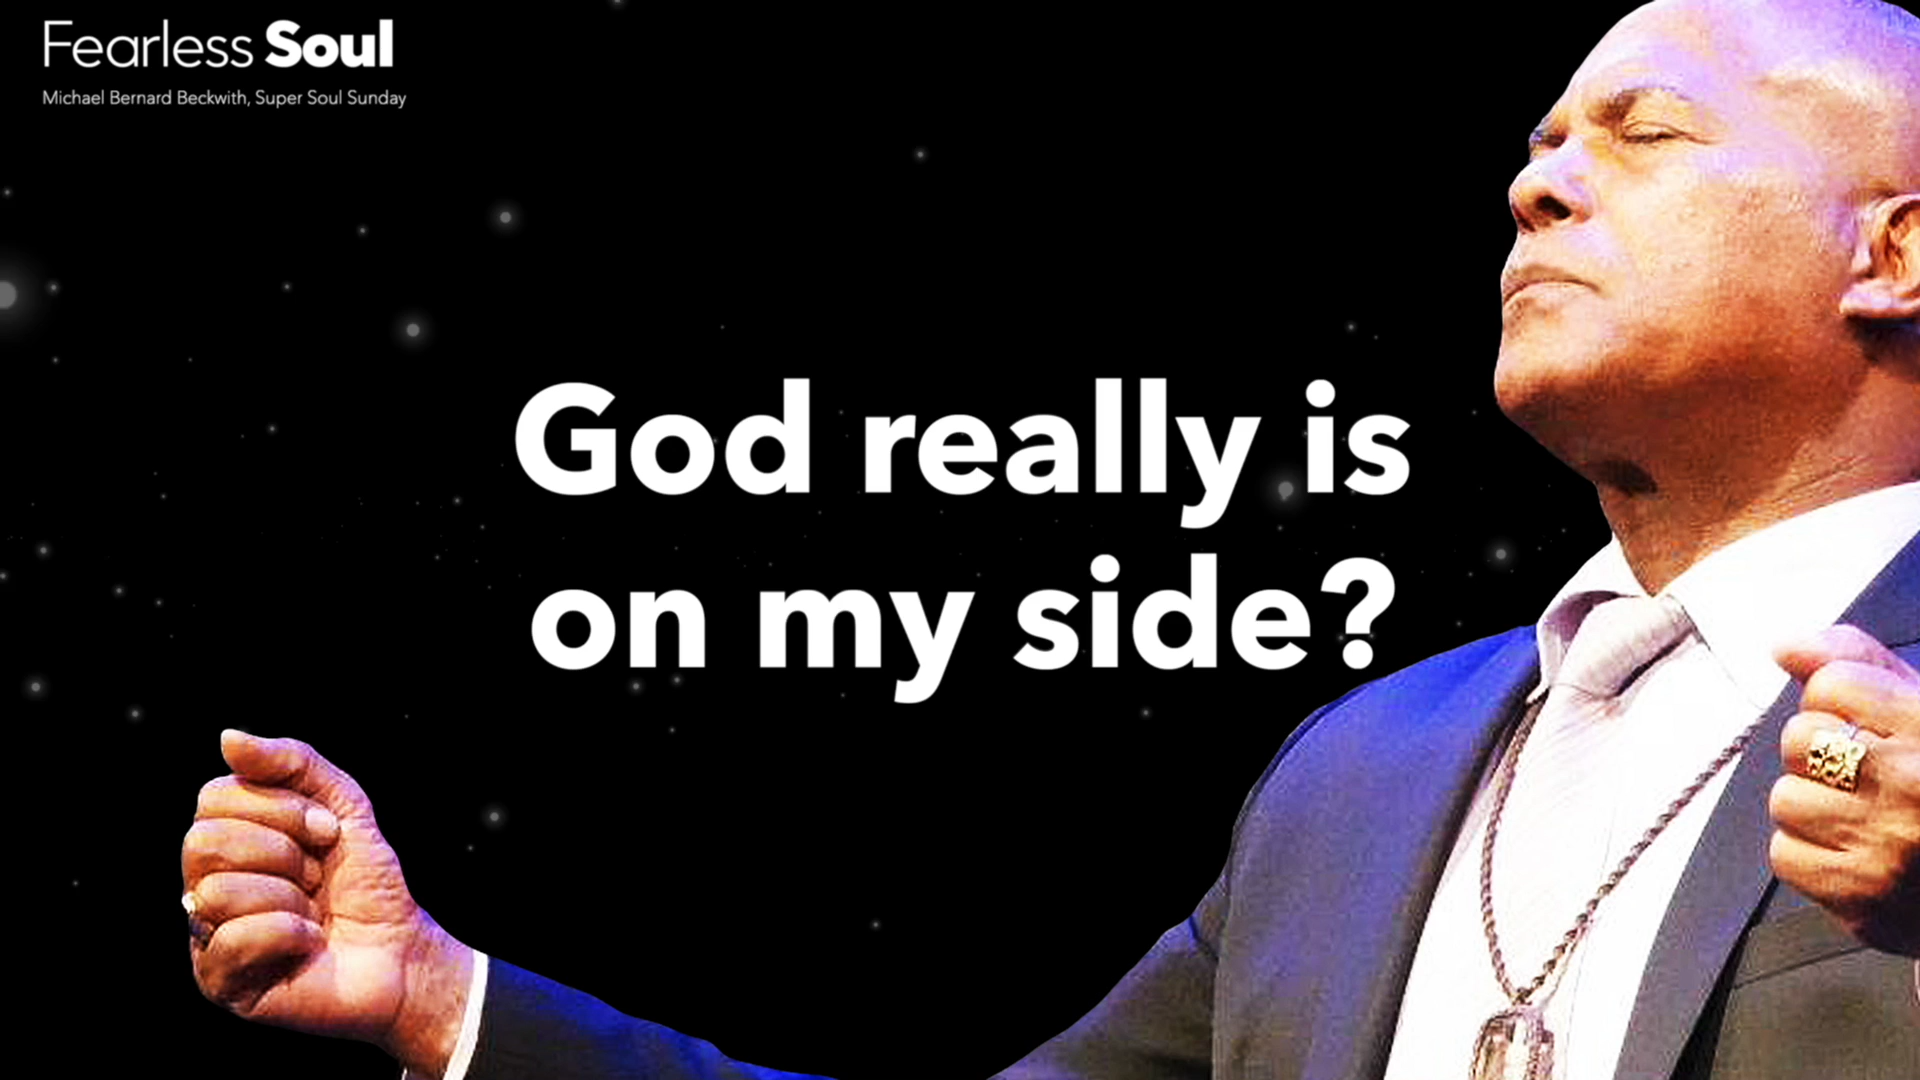 Fearless Soul
Michael Bernard Beckwith, Super Soul Sunday
God really is
on my side?